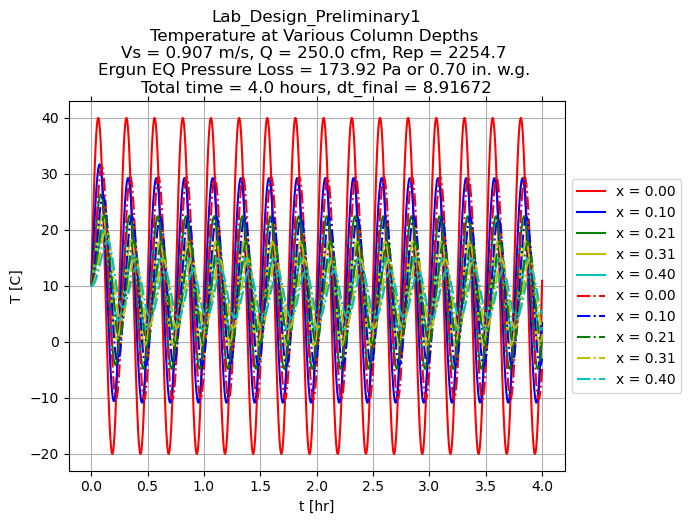 Lab_Design_Preliminary1
Temperature at Various Column Depths
Vs = 0.907 m/s, Q = 250.0 cfm, Rep = 2254.7
Ergun EQ Pressure Loss = 173.92 Pa or 0.70 in. w.g.
Total time = 4.0 hours, dt_final = 8.91672
T [C]
40
30
20
10
0
−10
−20
0.0 0.5 1.0 1.5 2.0 2.5 3.0 3.5 4.0
t [hr]
x = 0.00
x = 0.10
x = 0.21
x = 0.31
x = 0.40
x = 0.00
x = 0.10
x = 0.21
x = 0.31
x = 0.40